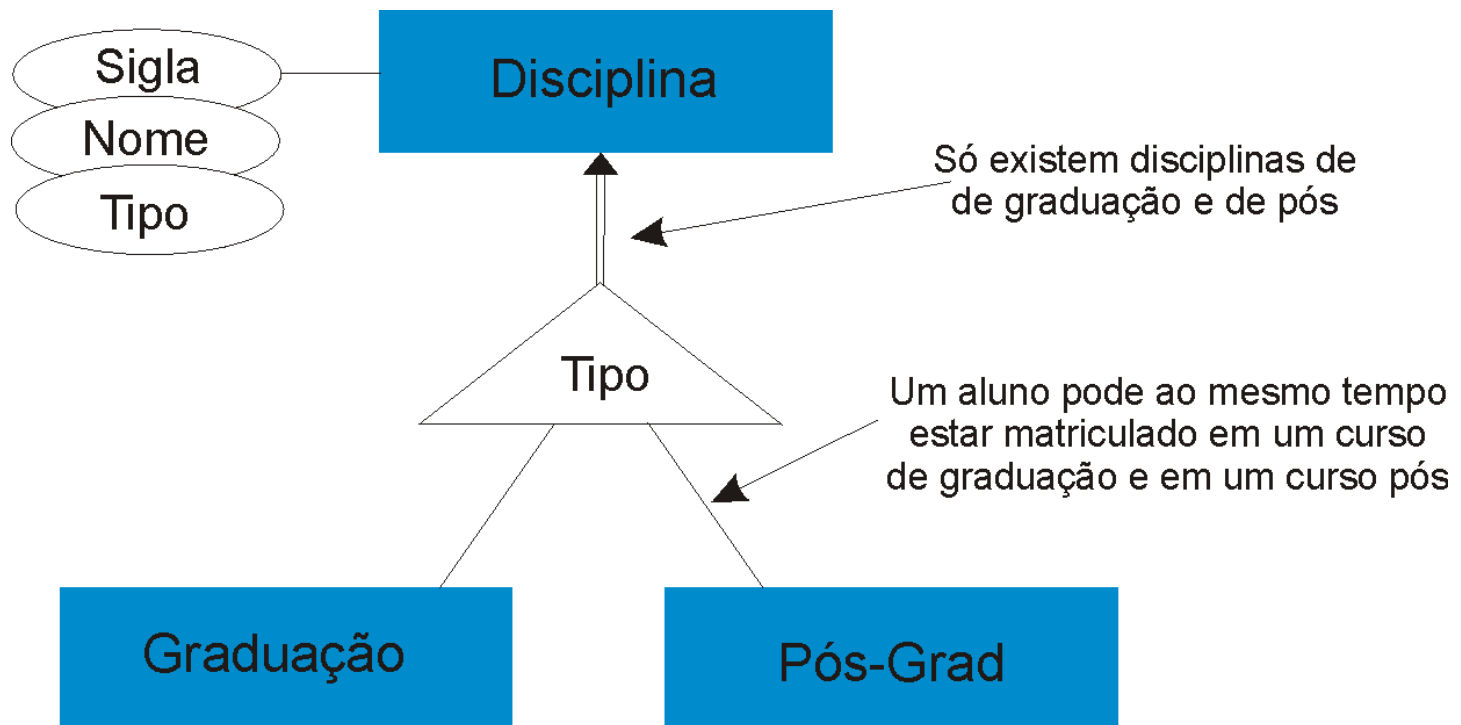 Sigla
Nome
Tipo
Disciplina
Só existem disciplinas de
de graduação e de pós
Tipo
Um aluno pode ao mesmo tempo
estar matriculado em um curso
de graduação e em um curso pós
Graduação
Pós-Grad